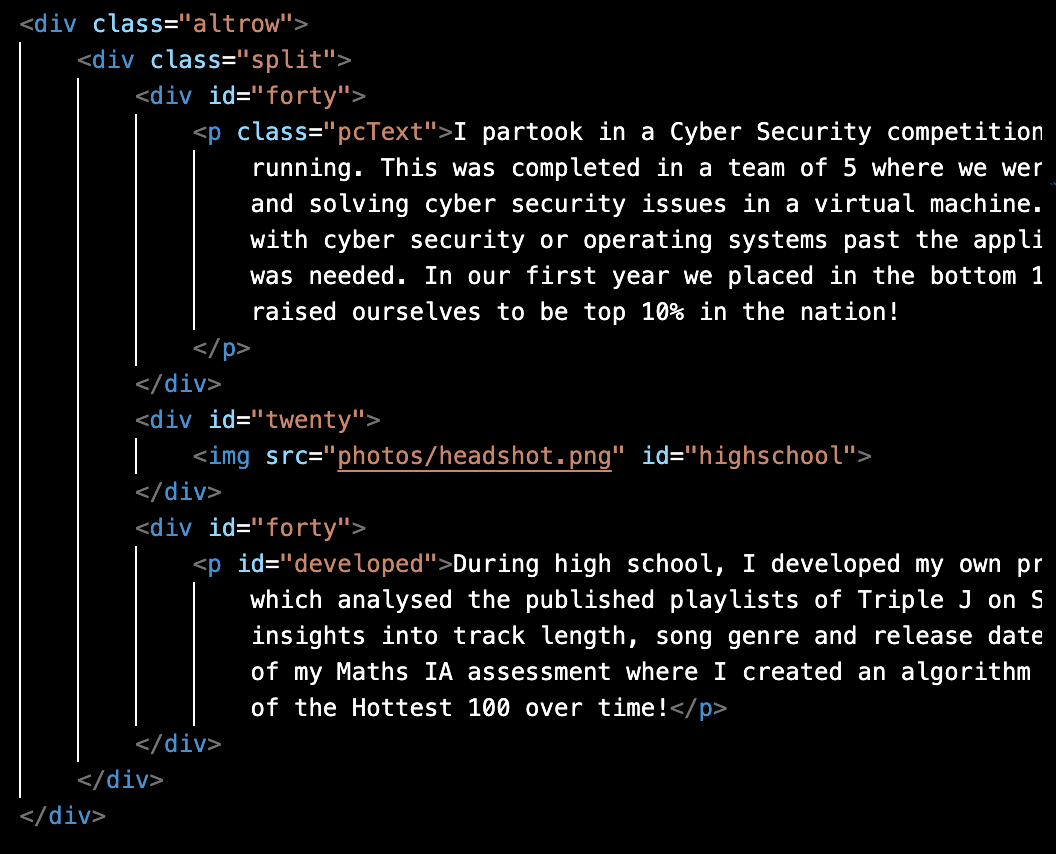 <div class="altrow">
<div class="split">
<div id="forty">
<p class="pcText">I partook in a Cyber Security competition
running. This was completed in a team of 5 where we wer
and solving cyber security issues in a virtual machine.
with cyber security or operating systems past the appli
was needed. In our first year we placed in the bottom 1
raised ourselves to be top 10% in the nation!
</p>
</div>
<div id="twenty">
<img src="photos/headshot.png" id="highschool">
</div>
<div id="forty">
<p id="developed">During high school, I developed my own pr
which analysed the published playlists of Triple J on S
insights into track length, song genre and release date
of my Maths IA assessment where I created an algorithm
of the Hottest 100 over time!</p>
</div>
</div>
</div>